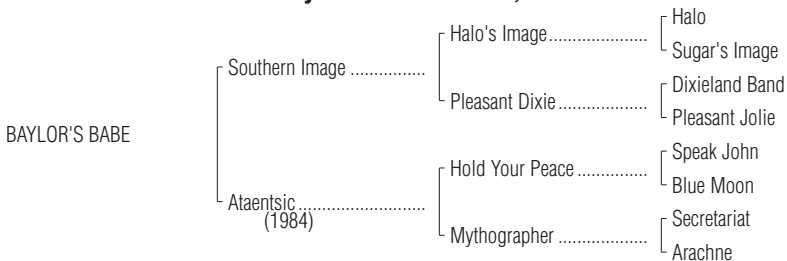 Halo
Halo's Image
Sugar's Image
Southern Image
Dixieland Band
Pleasant Dixie
Pleasant Jolie
BAYLOR'S BABE
Speak John
Hold Your Peace
Blue Moon
Ataentsic
(1984)
Secretariat
Mythographer
Arachne